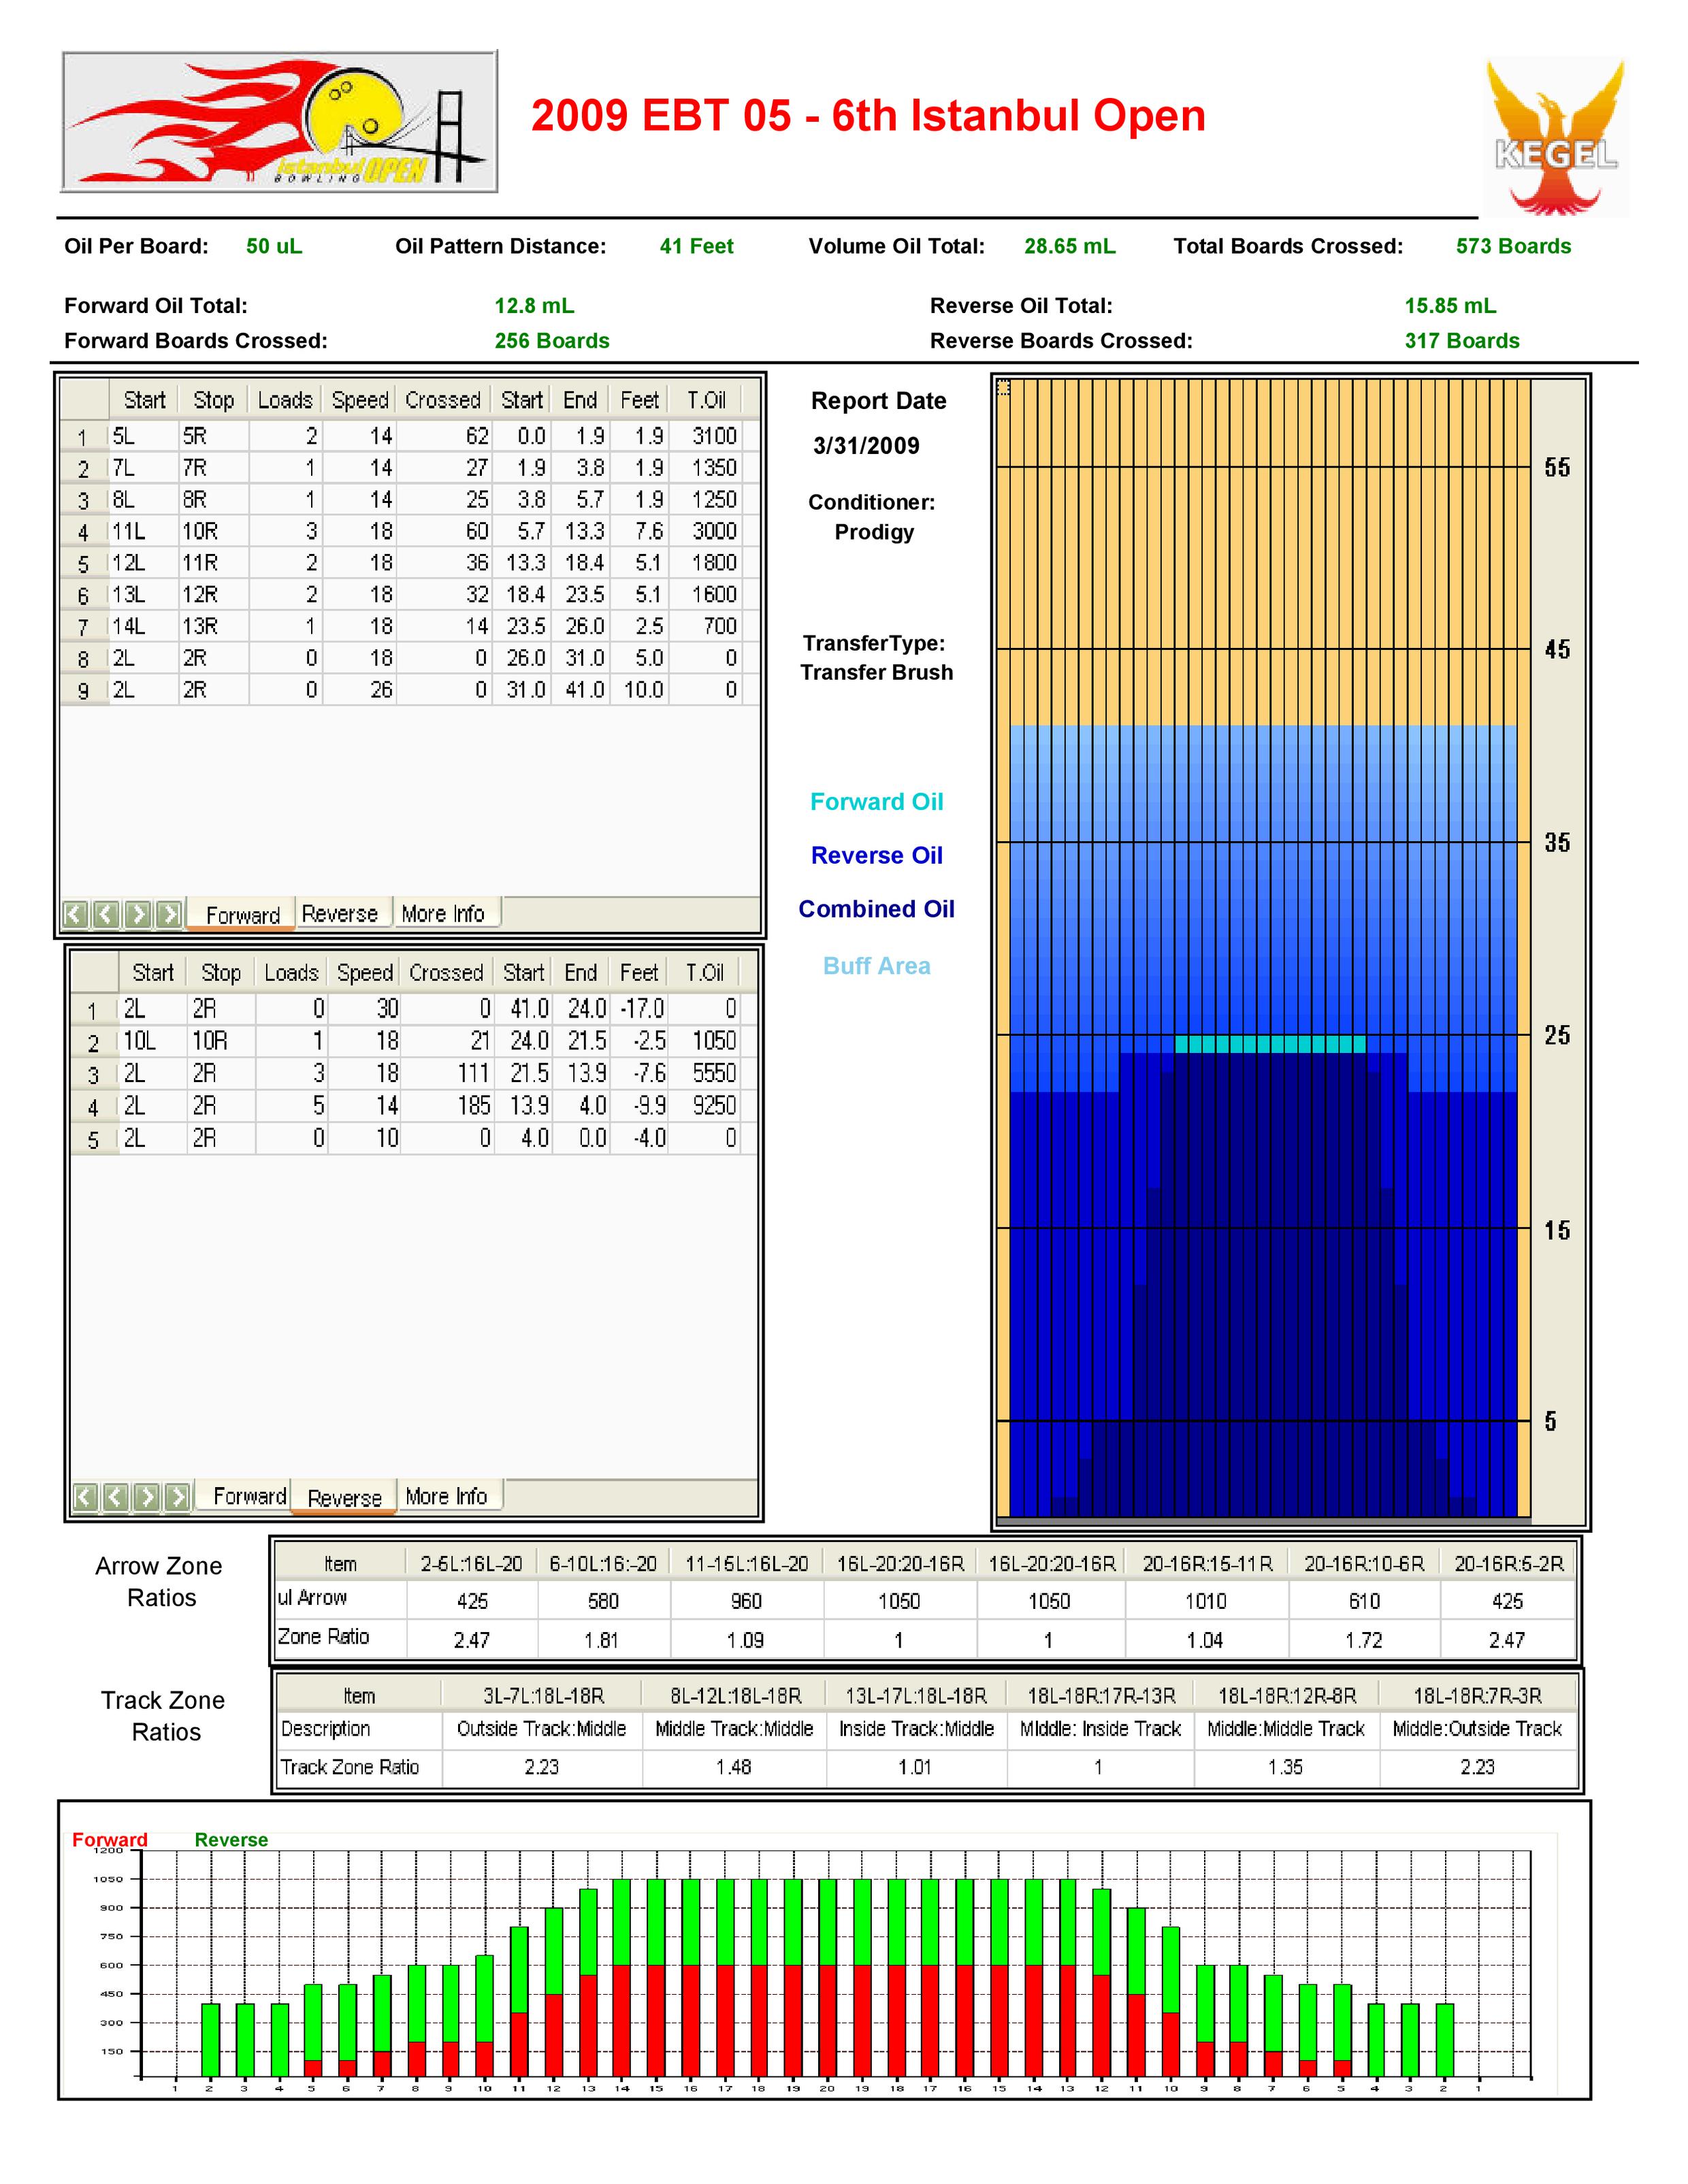 istanbul OPEN
BOWLING
2009 EBT 05 - 6th Istanbul Open
KEGEL
Oil Per Board: 50 uL Oil Pattern Distance: 41 Feet Volume Oil Total: 28.65 mL Total Boards Crossed: 573 Boards
Forward Oil Total: 12.8 mL Reverse Oil Total: 15.85 mL
Forward Boards Crossed: 256 Boards Reverse Boards Crossed: 317 Boards
Start Stop Loads Speed Crossed Start End Feet T.Oil
1 5L 5R 2 14 62 0.0 1.9 1.9 3100
2 7L 7R 1 14 27 1.9 3.8 1.9 1350
3 8L 8R 1 14 25 3.8 5.7 1.9 1250
4 11L 10R 3 18 60 5.7 13.3 7.6 3000
5 12L 11R 2 18 36 13.3 18.4 5.1 1800
6 13L 12R 2 18 32 18.4 23.5 5.1 1600
7 14L 13R 1 18 14 23.5 26.0 2.5 700
8 2L 2R 0 18 0 26.0 31.0 5.0 0
9 2L 2R 0 26 0 31.0 41.0 10.0 0
Forward Reverse More Info
Report Date
3/31/2009
Conditioner:
Prodigy
TransferType:
Transfer Brush
Forward Oil
Reverse Oil
Combined Oil
Buff Area
55
45
35
25
15
5
Start Stop Loads Speed Crossed Start End Feet T.Oil
1 2L 2R 0 30 0 41.0 24.0 -17.0 0
2 10L 10R 1 18 21 24.0 21.5 -2.5 1050
3 2L 2R 3 18 111 21.5 13.9 -7.6 5550
4 2L 2R 5 14 185 13.9 4.0 -9.9 9250
5 2L 2R 0 10 0 4.0 0.0 -4.0 0
Forward Reverse More Info
Arrow Zone
Ratios
Item 2-5L:16L-20 6-10L:16:-20 11-15L:16L-20 16L-20:20-16R 16L-20:20-16R 20-16R:15-11R 20-16R:10-6R 20-16R:5-2R
ul Arrow 425 580 960 1050 1050 1010 610 425
Zone Ratio 2.47 1.81 1.09 1 1 1.04 1.72 2.47
Track Zone
Ratios
Item 3L-7L:18L-18R 8L-12L:18L-18R 13L-17L:18L-18R 18L-18R:17R-13R 18L-18R:12R-8R 18L-18R:7R-3R
Description Outside Track:Middle Middle Track:Middle Inside Track:Middle MIddle: Inside Track Middle:Middle Track Middle:Outside Track
Track Zone Ratio 2.23 1.48 1.01 1 1.35 2.23
Forward Reverse
1200
1050
900
750
600
450
300
150
1 2 3 4 5 6 7 8 9 10 11 12 13 14 15 16 17 18 19 20 19 18 17 16 15 14 13 12 11 10 9 8 7 6 5 4 3 2 1